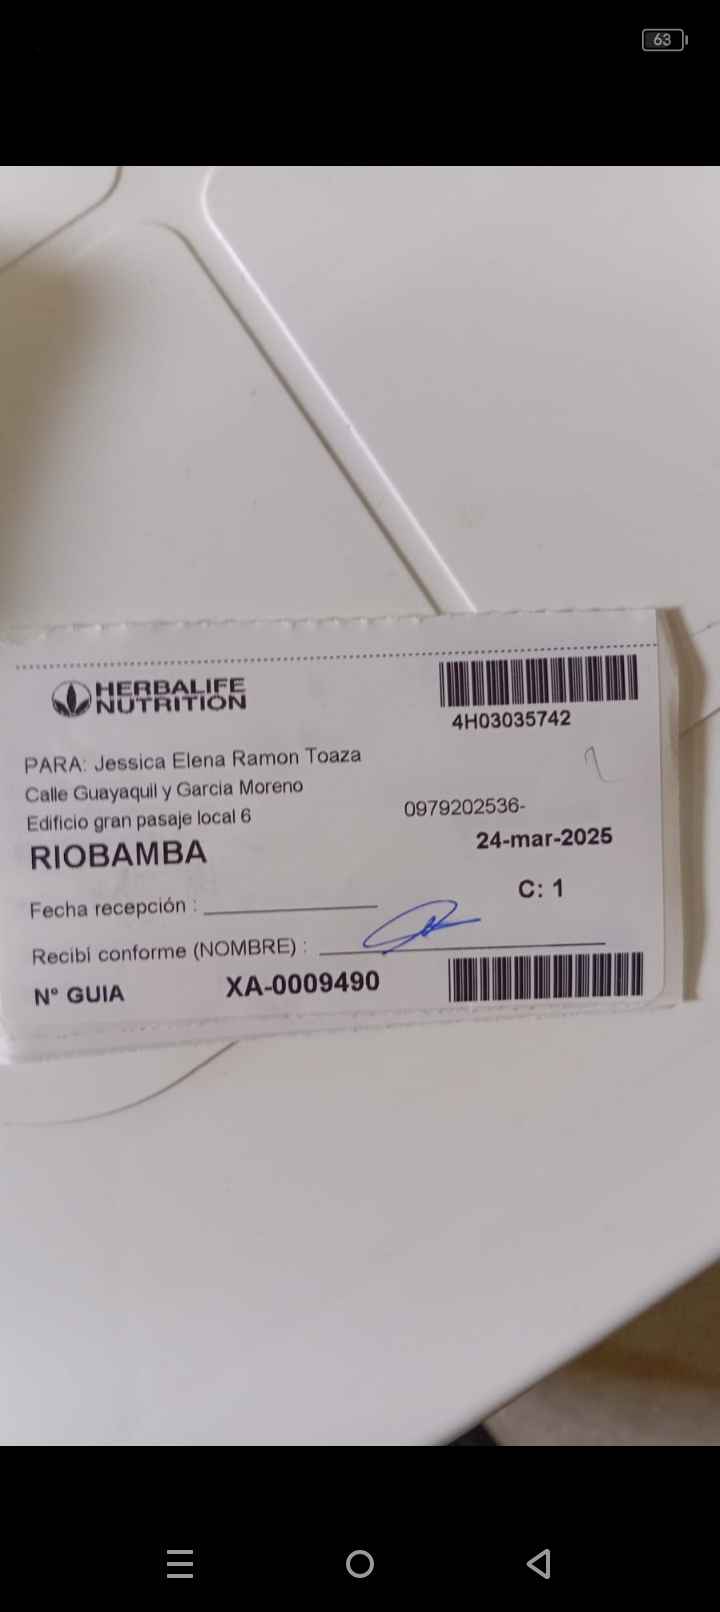 63
HERBALIFE
NUTRITION
4H03035742
PARA: Jessica Elena Ramon Toaza
Calle Guayaquil y Garcia Moreno
Edificio gran pasaje local 6
0979202536-
RIOBAMBA
24-mar-2025
C: 1
Fecha recepción :
Recibi conforme (NOMBRE) :
N° GUIA
XA-0009490